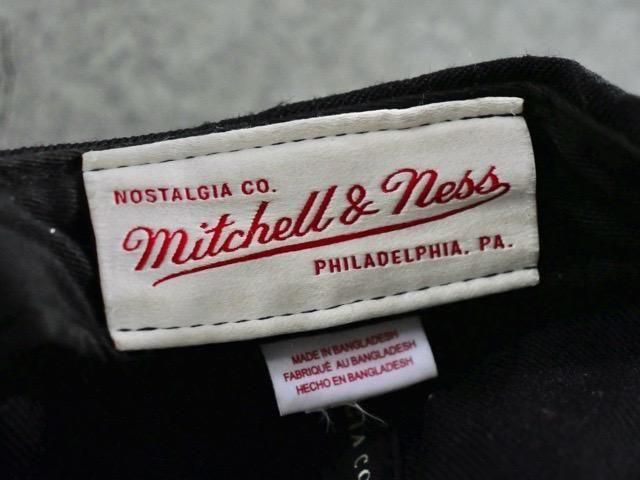 NOSTALGIA CO.
Mitchell & Ness
PHILADELPHIA, PA.
MADE IN BANGLADESH
FABRIQUÉ AU BANGLADESH
HECHO EN BANGLADESH